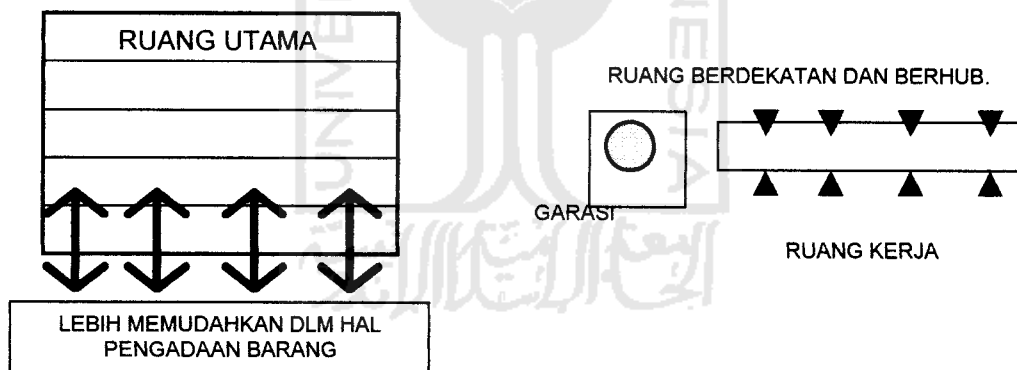 RUANG UTAMA
LEBIH MEMUDAHKAN DLM HAL
PENGADAAN BARANG
RUANG BERDEKATAN DAN BERHUB.
GARASI
RUANG KERJA